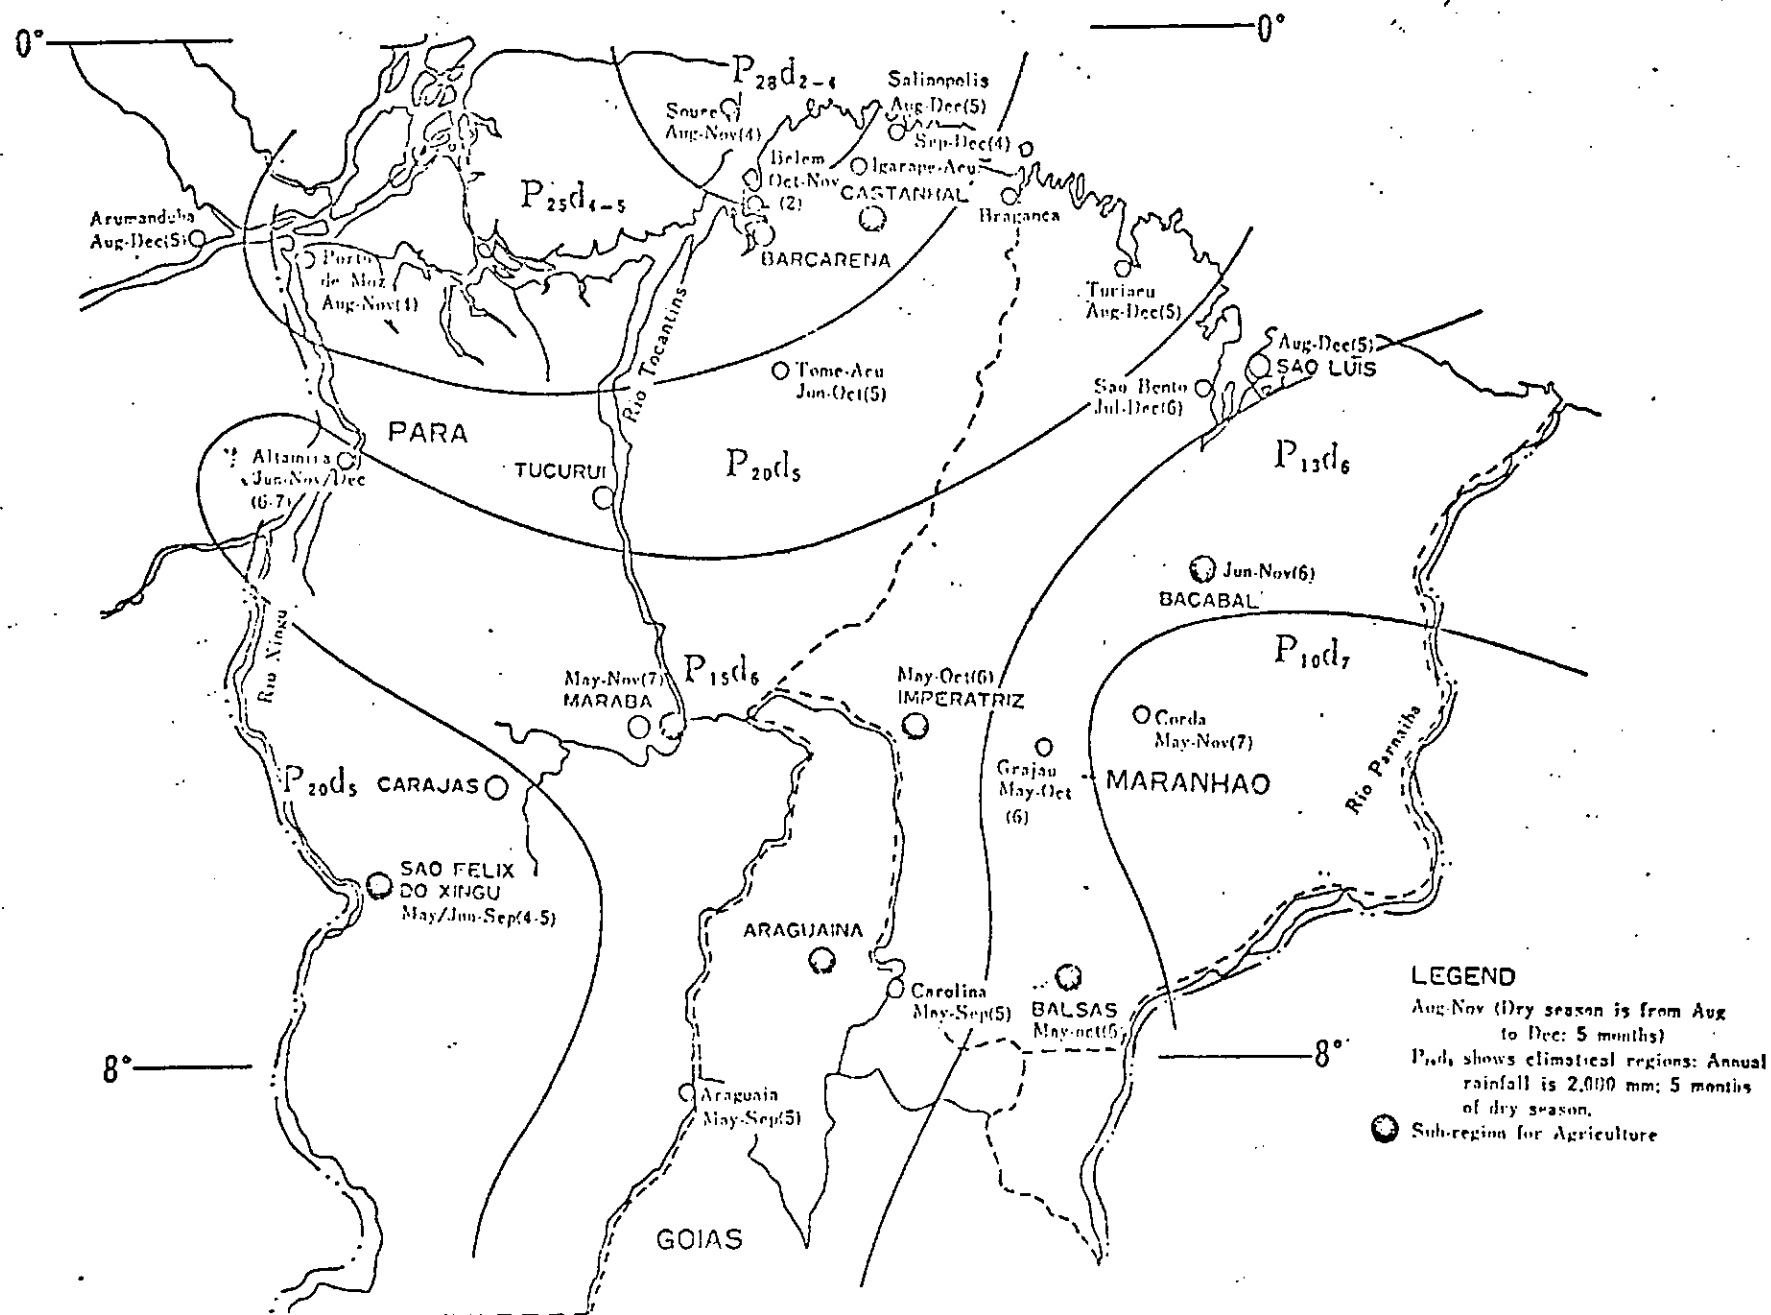 0°
0°
P28d2-4
Salinopolis
Aug-Dec(5)
Soure
Aug-Nov(4)
Sep-Dec(4)
Belem
Oct-Nov
(2)
Igarape-Acu
CASTANHAL
P25d4-5
Braganca
Arumanduba
Aug-Dec(5)
BARCARENA
Porto
de Moz
Aug-Nov(4)
Turiacu
Aug-Dec(5)
Rio Tocantins
Aug-Dec(5)
SAO LUIS
Tome-Acu
Jun-Oct(5)
Sao Bento
Jul-Dec(6)
PARA
Altamira
Jun-Nov/Dec
(6-7)
TUCURUI
P20d5
P13d6
Jun-Nov(6)
BACABAL
Rio Xingu
P15d6
P10d7
May-Nov(7)
MARABA
May-Oct(6)
IMPERATRIZ
Corda
May-Nov(7)
Grajau
May-Oct
(6)
MARANHAO
Rio Parnaiba
P20d5
CARAJAS
SAO FELIX
DO XINGU
May/Jun-Sep(4-5)
ARAGUAINA
Carolina
May-Sep(5)
BALSAS
May-oct(6)
8°
8°
Araguaia
May-Sep(5)
GOIAS
LEGEND
Aug-Nov (Dry season is from Aug
to Dec: 5 months)
shows climatical regions: Annual
rainfall is 2,000 mm; 5 months
of dry season.
Sub-region for Agriculture